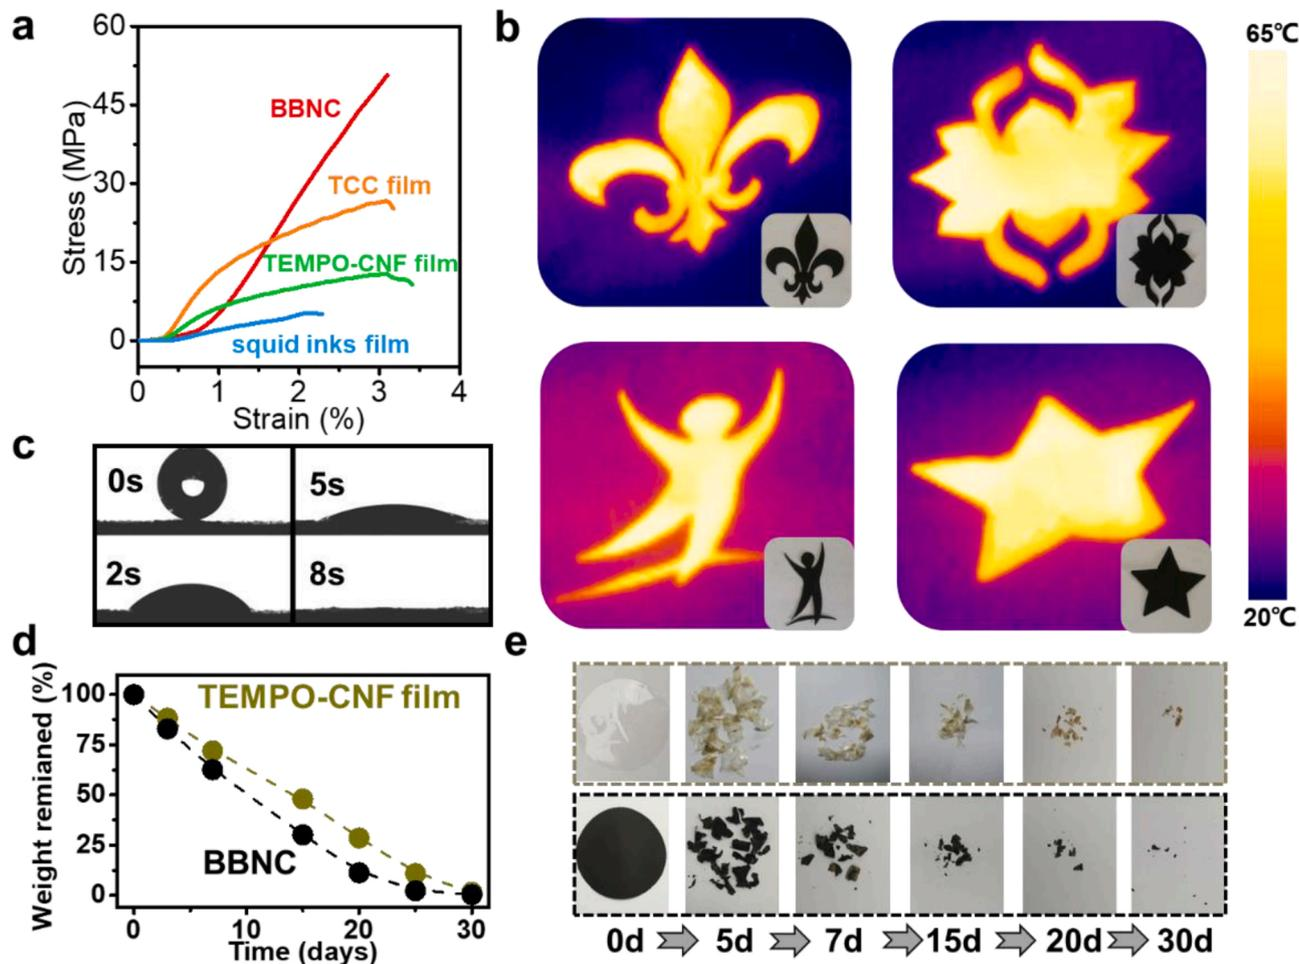 a
60
45
30
15
0
Stress (MPa)
BBNC
TCC film
TEMPO-CNF film
squid inks film
0 1 2 3 4
Strain (%)
b
65℃
20℃
c
0s
5s
2s
8s
d
100
75
50
25
0
Weight remianed (%)
TEMPO-CNF film
BBNC
0 10 20 30
Time (days)
e
0d 5d 7d 15d 20d 30d